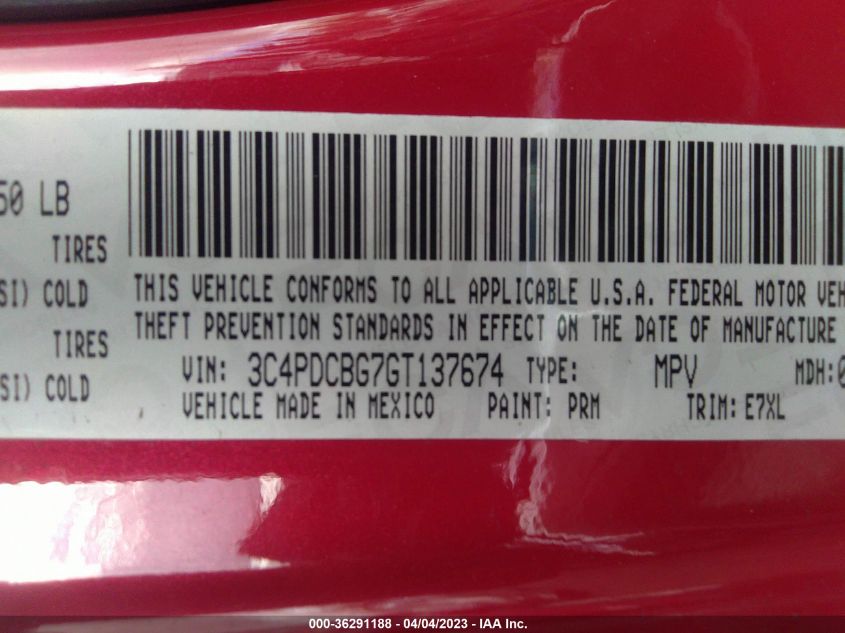 50 LB
TIRES
SI) COLD
TIRES
SI) COLD
THIS VEHICLE CONFORMS TO ALL APPLICABLE U.S.A. FEDERAL MOTOR VEH
THEFT PREVENTION STANDARDS IN EFFECT ON THE DATE OF MANUFACTURE
VIN: 3C4PDCBG7GT137674 TYPE: MPV MDH:0
VEHICLE MADE IN MEXICO PAINT: PRM TRIM: E7XL
000-36291188 - 04/04/2023 - IAA Inc.